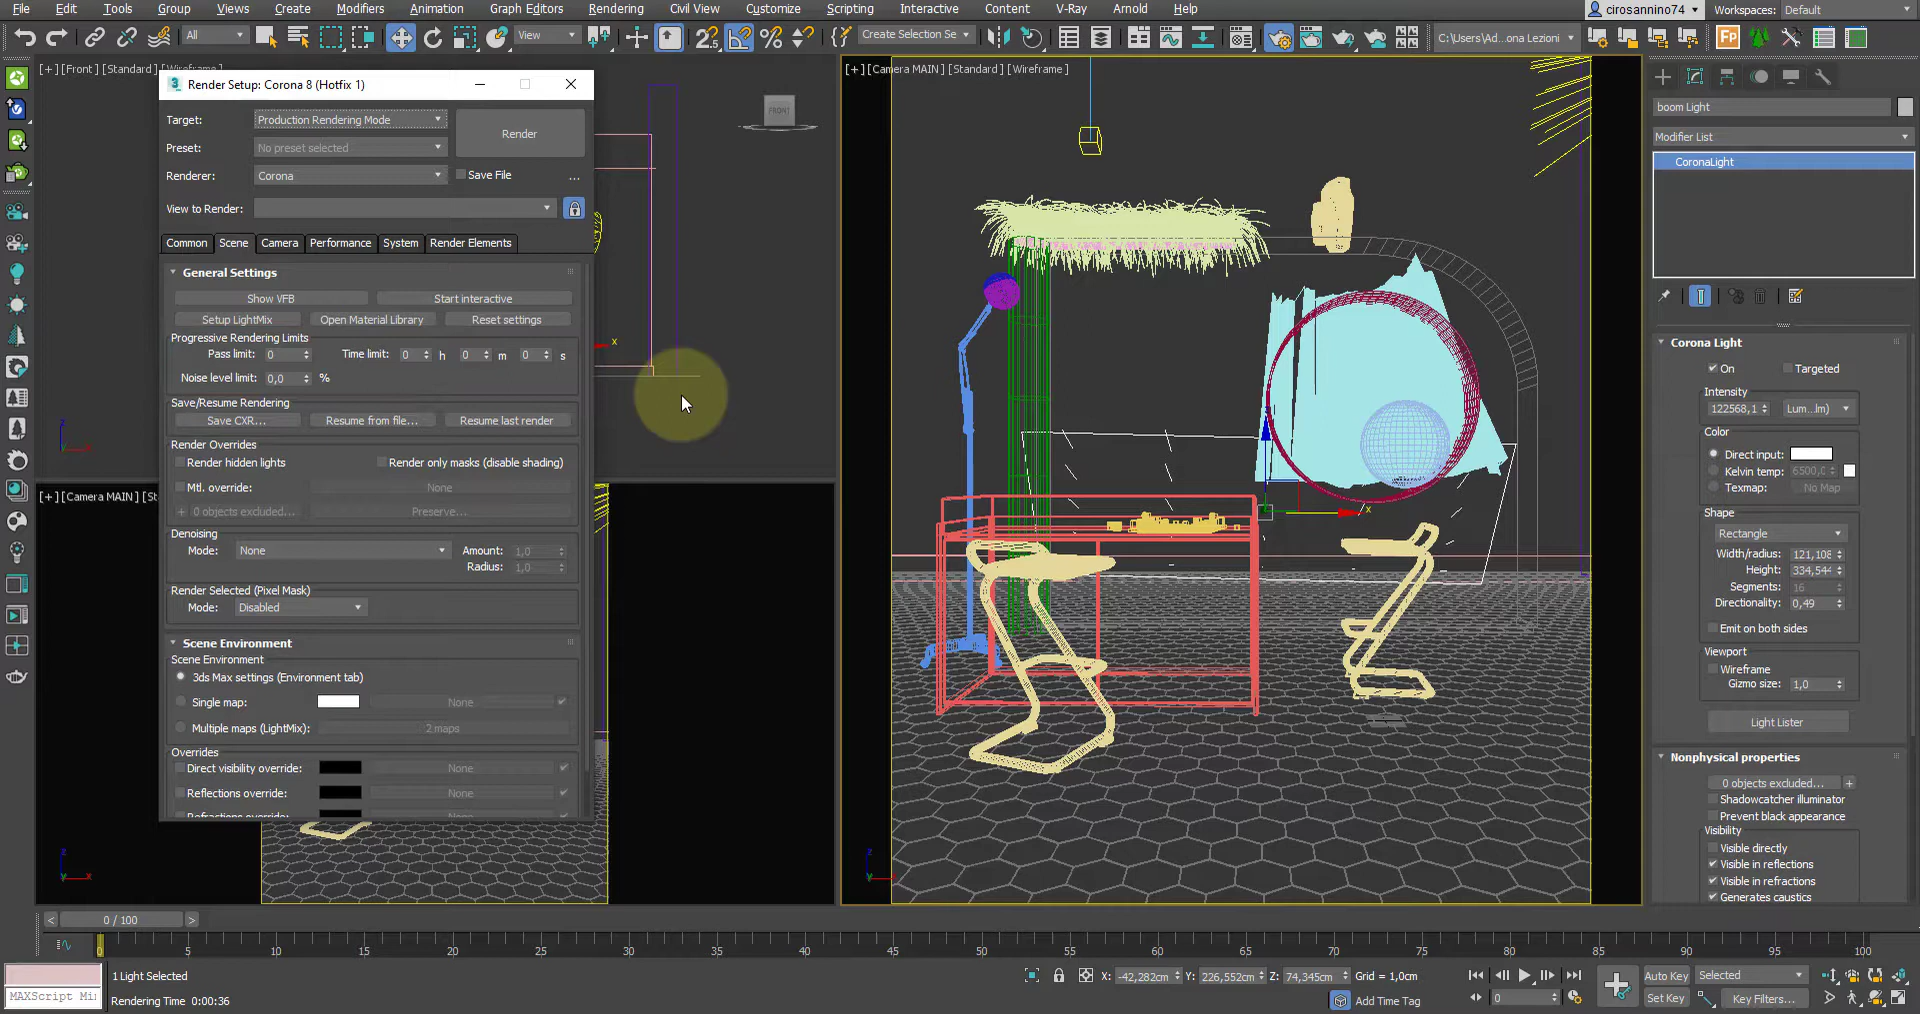 File Edit Tools Group Views Create Modifiers Animation Graph Editors Rendering Civil View Customize Scripting Interactive Content V-Ray Arnold Help cirosannino74 Workspaces: Default
All View Create Selection Se C:\Users\Ad...ona Lezioni
[+] [Front] [Standard] [Wireframe]
[+] [Camera MAIN] [Standard] [Wireframe]
FRONT
Render Setup: Corona 8 (Hotfix 1)
Target: Production Rendering Mode
Render
Preset: No preset selected
Renderer: Corona
Save File ...
View to Render:
Common Scene Camera Performance System Render Elements
General Settings
Show VFB Start interactive
Setup LightMix Open Material Library Reset settings
Progressive Rendering Limits
Pass limit: 0 Time limit: 0 h 0 m 0 s
Noise level limit: 0,0 %
Save/Resume Rendering
Save CXR... Resume from file... Resume last render
Render Overrides
Render hidden lights Render only masks (disable shading)
Mtl. override: None
+ 0 objects excluded... Preserve...
Denoising
Mode: None Amount: 1,0
Radius: 1,0
Render Selected (Pixel Mask)
Mode: Disabled
Scene Environment
Scene Environment
3ds Max settings (Environment tab)
Single map: None
Multiple maps (LightMix): 2 maps
Overrides
Direct visibility override: None
Reflections override: None
Refractions override: None
[+] [Camera MAIN] [St
boom Light
Modifier List
CoronaLight
Corona Light
On Targeted
Intensity
122568,1 Lum...lm)
Color
Direct input:
Kelvin temp: 6500,0
Texmap: No Map
Shape
Rectangle
Width/radius: 121,108
Height: 334,544
Segments: 16
Directionality: 0,49
Emit on both sides
Viewport
Wireframe
Gizmo size: 1,0
Light Lister
Nonphysical properties
0 objects excluded... +
Shadowcatcher illuminator
Prevent black appearance
Visibility
Visible directly
Visible in reflections
Visible in refractions
Generates caustics
x
x
z
x
z
x
z
x
< 0 / 100 >
0 5 10 15 20 25 30 35 40 45 50 55 60 65 70 75 80 85 90 95 100
1 Light Selected
X: -42,282cm Y: 226,552cm Z: 74,345cm Grid = 1,0cm
Auto Key Selected
MAXScript Mi
Rendering Time 0:00:36
Add Time Tag
0
Set Key Key Filters...